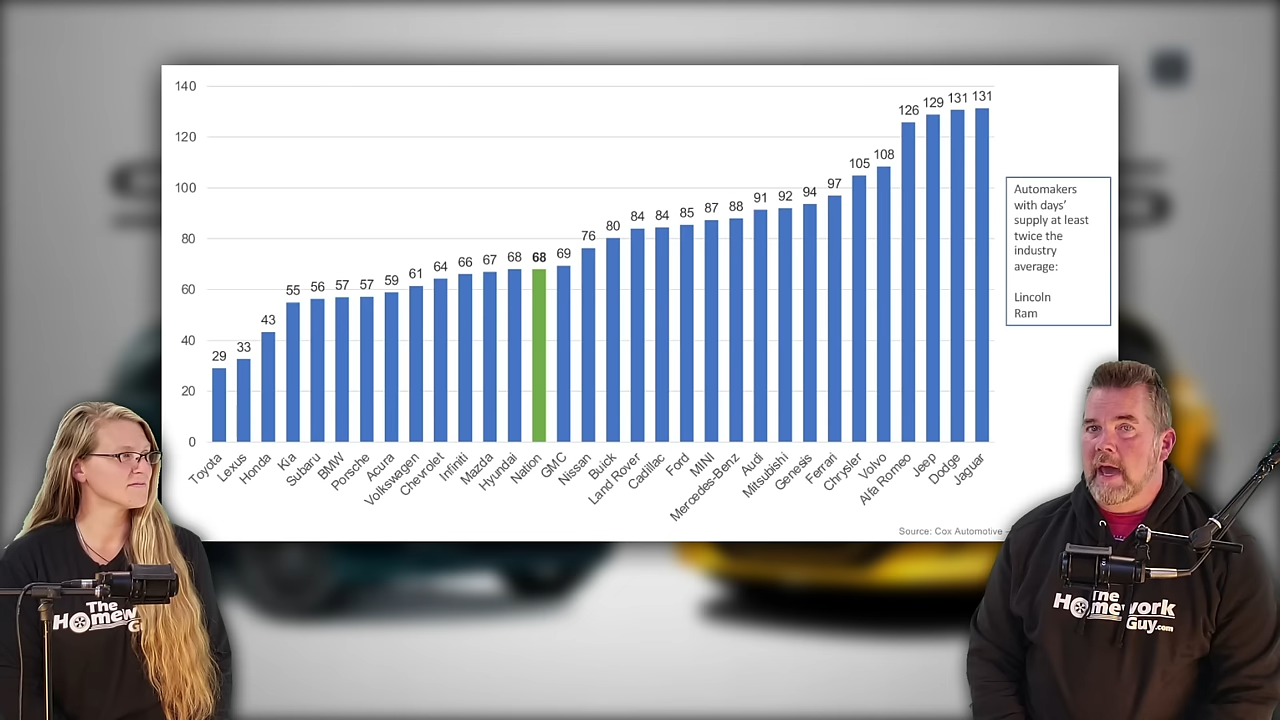 140
120
100
80
60
40
20
0
29
33
43
55
56
57
57
59
61
64
66
67
68
68
69
76
80
84
84
85
87
88
91
92
94
97
105
108
126
129
131
131
Toyota
Lexus
Honda
Kia
Subaru
BMW
Porsche
Acura
Volkswagen
Chevrolet
Infiniti
Mazda
Hyundai
Nation
GMC
Nissan
Buick
Land Rover
Cadillac
Ford
MINI
Mercedes-Benz
Audi
Mitsubishi
Genesis
Ferrari
Chrysler
Volvo
Alfa Romeo
Jeep
Dodge
Jaguar
Automakers
with days'
supply at least
twice the
industry
average:
Lincoln
Ram
Source: Cox Automotive
The
Homew
The
Homework
Guy.com